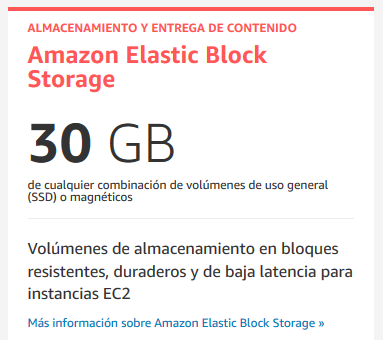 ALMACENAMIENTO Y ENTREGA DE CONTENIDO
Amazon Elastic Block
Storage
30 GB
de cualquier combinación de volúmenes de uso general
(SSD) o magnéticos
Volúmenes de almacenamiento en bloques
resistentes, duraderos y de baja latencia para
instancias EC2
Más información sobre Amazon Elastic Block Storage »